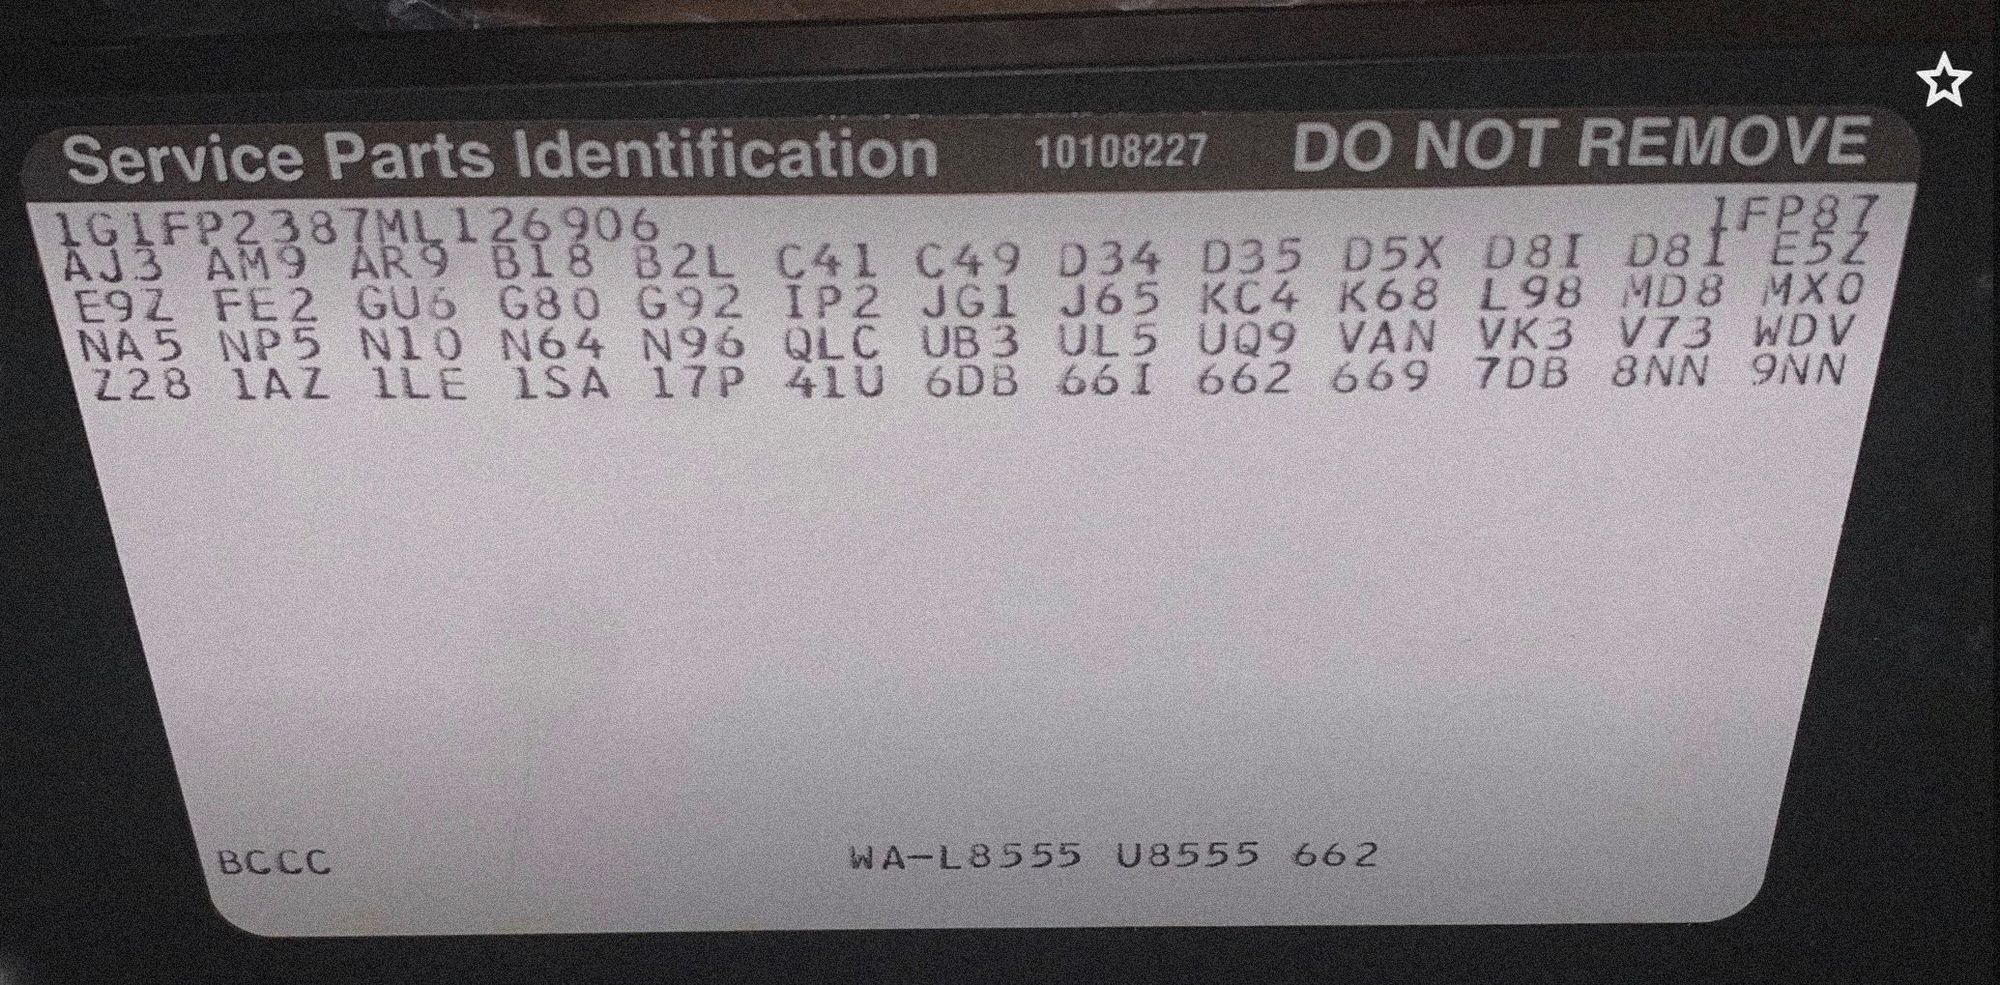 Service Parts Identification 10108227 DO NOT REMOVE
1G1FP2387ML126906 1FP87
AJ3 AM9 AR9 B18 B2L C41 C49 D34 D35 D5X D8I D8I E5Z
E9Z FE2 GU6 G80 G92 IP2 JG1 J65 KC4 K68 L98 MD8 MX0
NA5 NP5 N10 N64 N96 QLC UB3 UL5 UQ9 VAN VK3 V73 WDV
Z28 1AZ 1LE 1SA 17P 41U 6DB 66I 662 669 7DB 8NN 9NN
BCCC WA-L8555 U8555 662